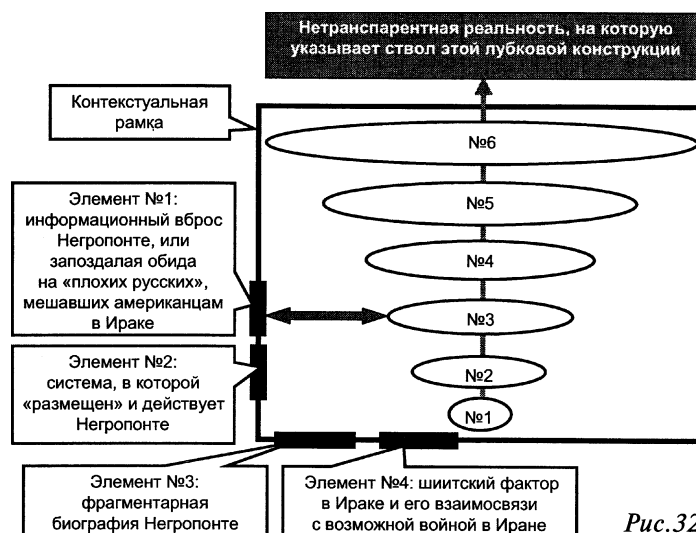 Нетранспарентная реальность, на которую
указывает ствол этой лубковой конструкции
Контекстуальная
рамка
№6
Элемент №1:
информационный вброс
Негропонте, или
запоздалая обида
на «плохих русских»,
мешавших американцам
в Ираке
№5
№4
№3
Элемент №2:
система, в которой
«размещен» и действует
Негропонте
№2
№1
Элемент №3:
фрагментарная
биография Негропонте
Элемент №4: шиитский фактор
в Ираке и его взаимосвязи
с возможной войной в Иране
Рис.32